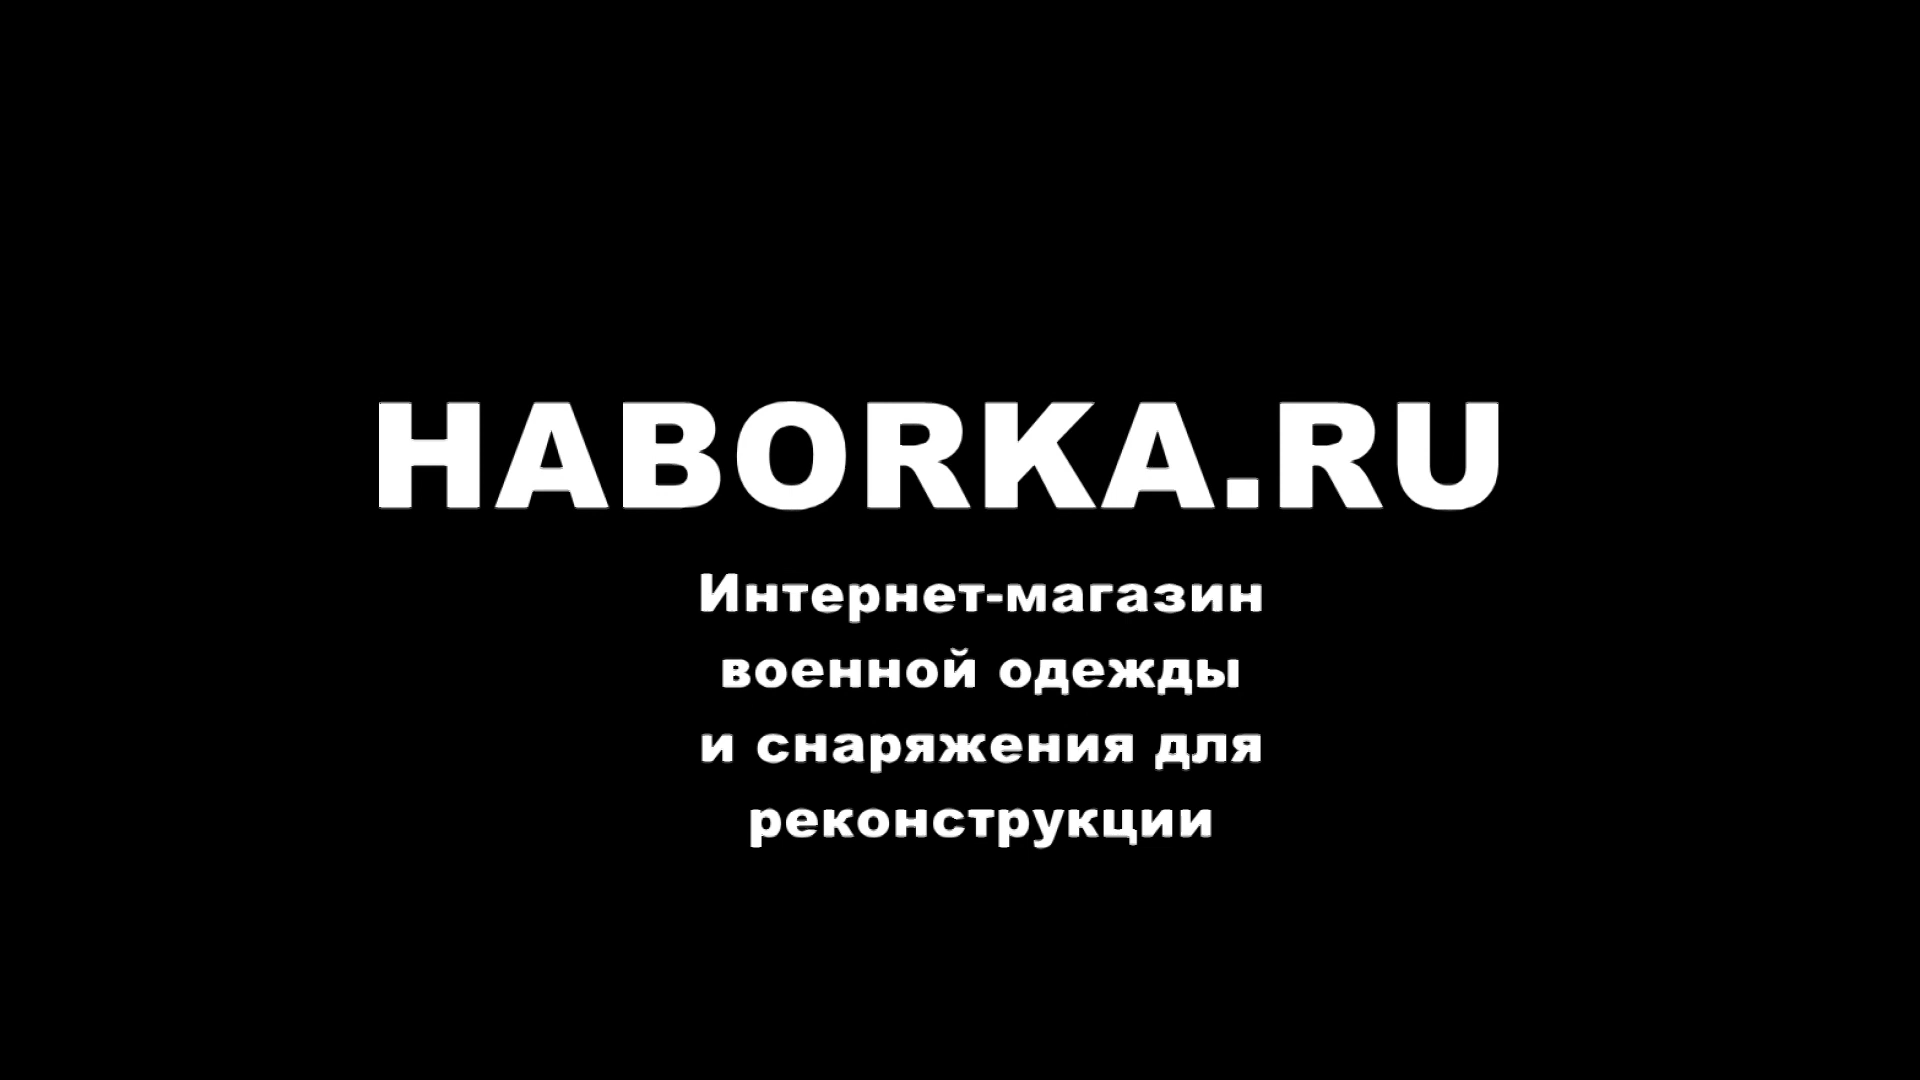 HABORKA.RU
Интернет-магазин
военной одежды
и снаряжения для
реконструкции